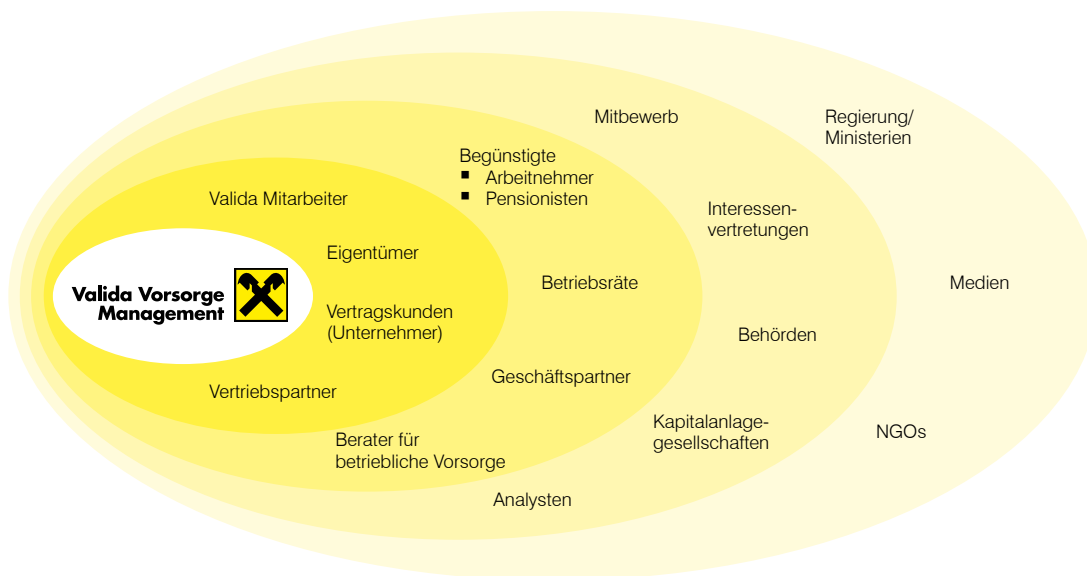 Mitbewerb
Regierung/
Ministerien
Begünstigte
▪ Arbeitnehmer
▪ Pensionisten
Valida Mitarbeiter
Interessen-
vertretungen
Eigentümer
Betriebsräte
Medien
Valida Vorsorge
Management
Vertragskunden
(Unternehmer)
Behörden
Geschäftspartner
Vertriebspartner
Kapitalanlage-
gesellschaften
NGOs
Berater für
betriebliche Vorsorge
Analysten